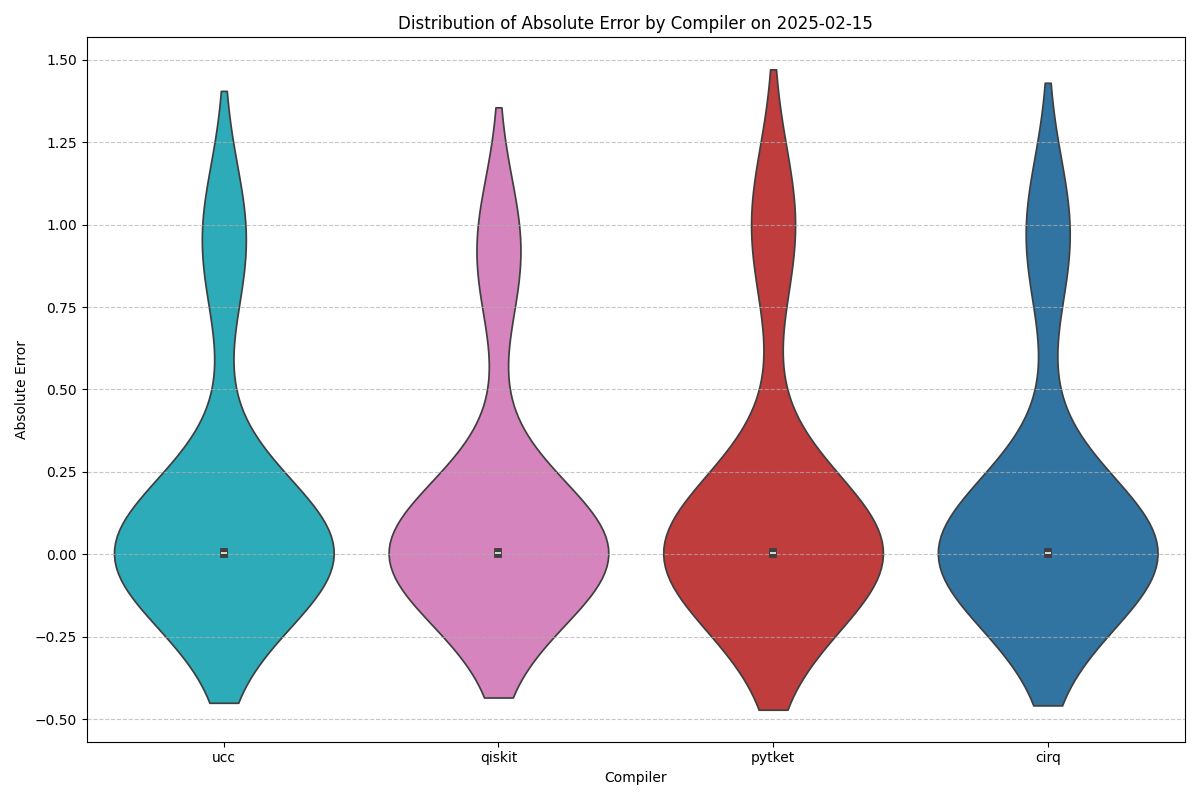 Distribution of Absolute Error by Compiler on 2025-02-15
1.50
1.25
1.00
0.75
0.50
0.25
0.00
−0.25
−0.50
Absolute Error
ucc
qiskit
pytket
cirq
Compiler